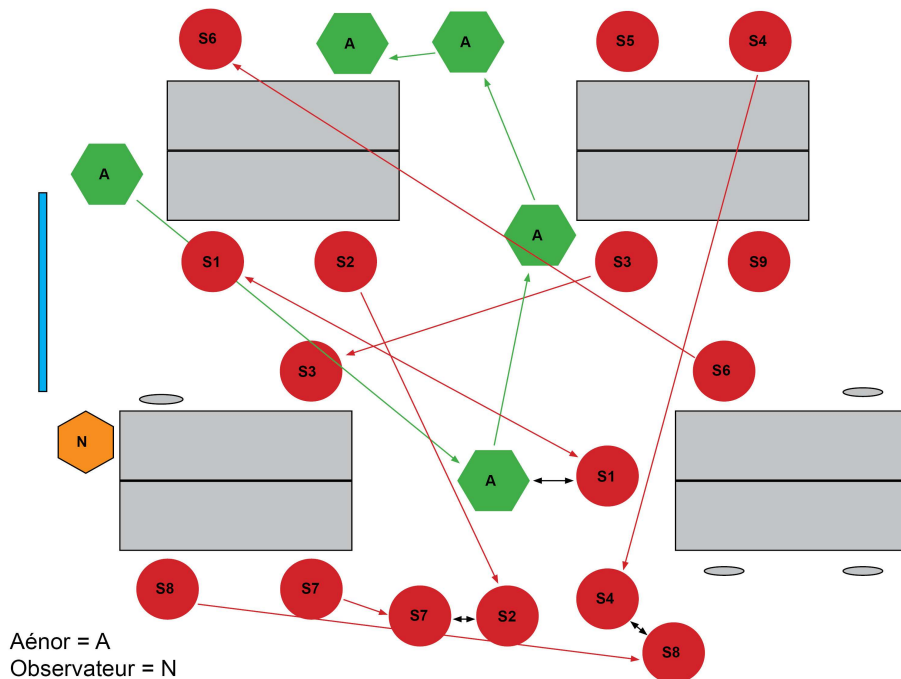 S6
A
A
S5
S4
A
S1
S2
A
S3
S9
S3
S6
N
A
S1
S8
S7
S7
S2
S4
S8
Aénor = A
Observateur = N